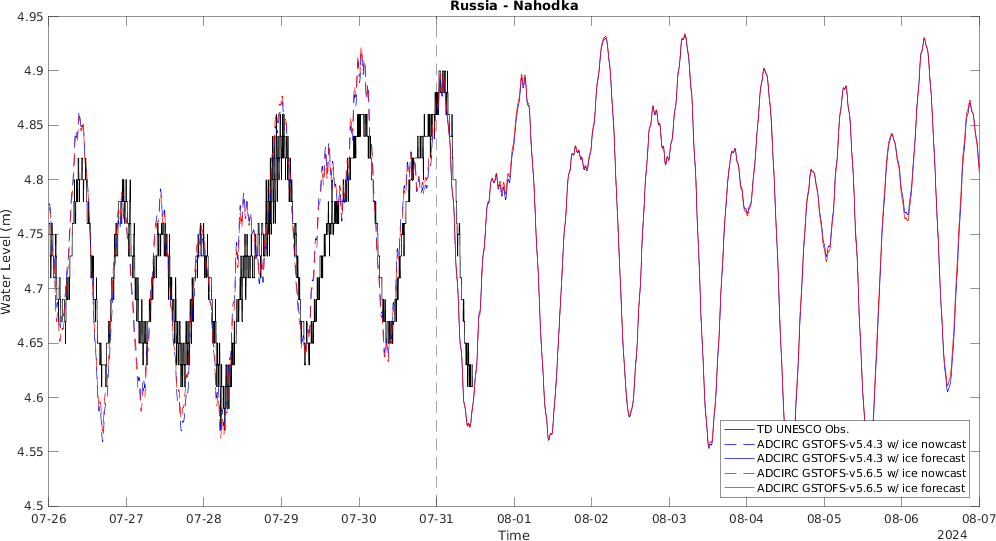 Russia - Nahodka
4.95
4.9
4.85
4.8
4.75
4.7
4.65
4.6
4.55
4.5
Water Level (m)
TD UNESCO Obs.
ADCIRC GSTOFS-v5.4.3 w/ ice nowcast
ADCIRC GSTOFS-v5.4.3 w/ ice forecast
ADCIRC GSTOFS-v5.6.5 w/ ice nowcast
ADCIRC GSTOFS-v5.6.5 w/ ice forecast
07-26 07-27 07-28 07-29 07-30 07-31 08-01 08-02 08-03 08-04 08-05 08-06 08-07
Time
2024